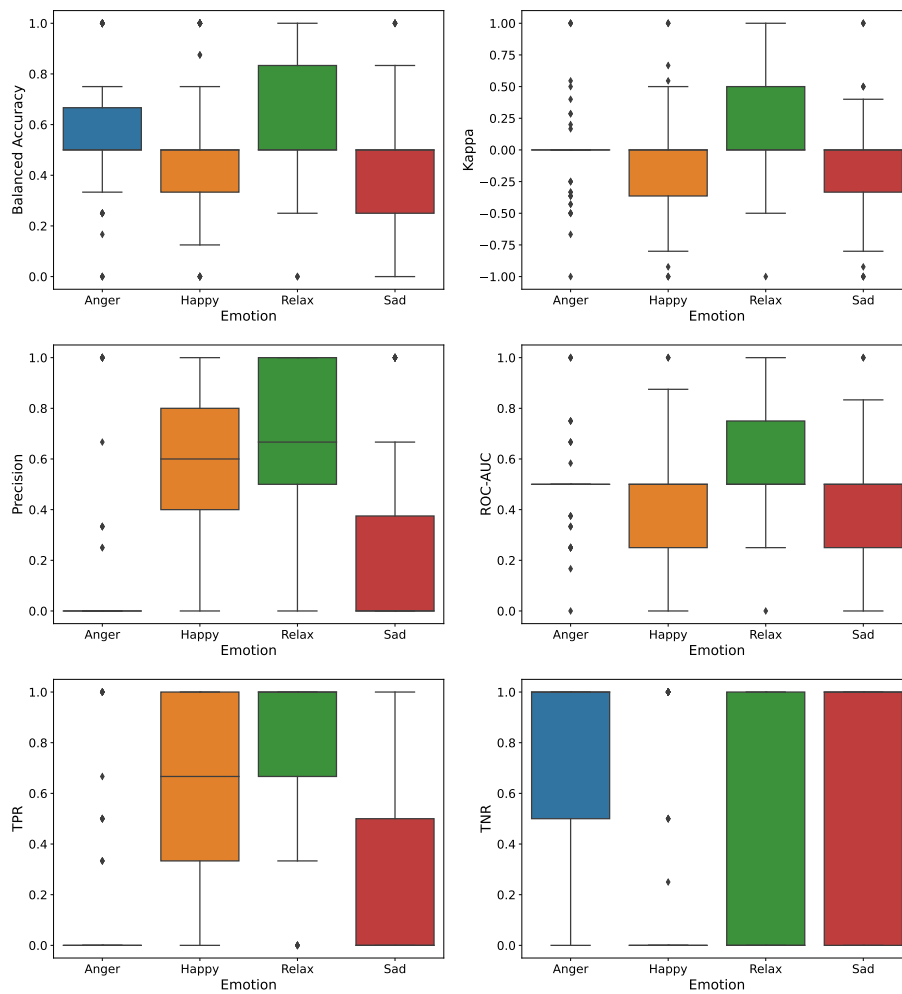 Balanced Accuracy
1.0
0.8
0.6
0.4
0.2
0.0
Anger Happy Relax Sad
Emotion
Kappa
1.00
0.75
0.50
0.25
0.00
−0.25
−0.50
−0.75
−1.00
Anger Happy Relax Sad
Emotion
Precision
1.0
0.8
0.6
0.4
0.2
0.0
Anger Happy Relax Sad
Emotion
ROC-AUC
1.0
0.8
0.6
0.4
0.2
0.0
Anger Happy Relax Sad
Emotion
TPR
1.0
0.8
0.6
0.4
0.2
0.0
Anger Happy Relax Sad
Emotion
TNR
1.0
0.8
0.6
0.4
0.2
0.0
Anger Happy Relax Sad
Emotion